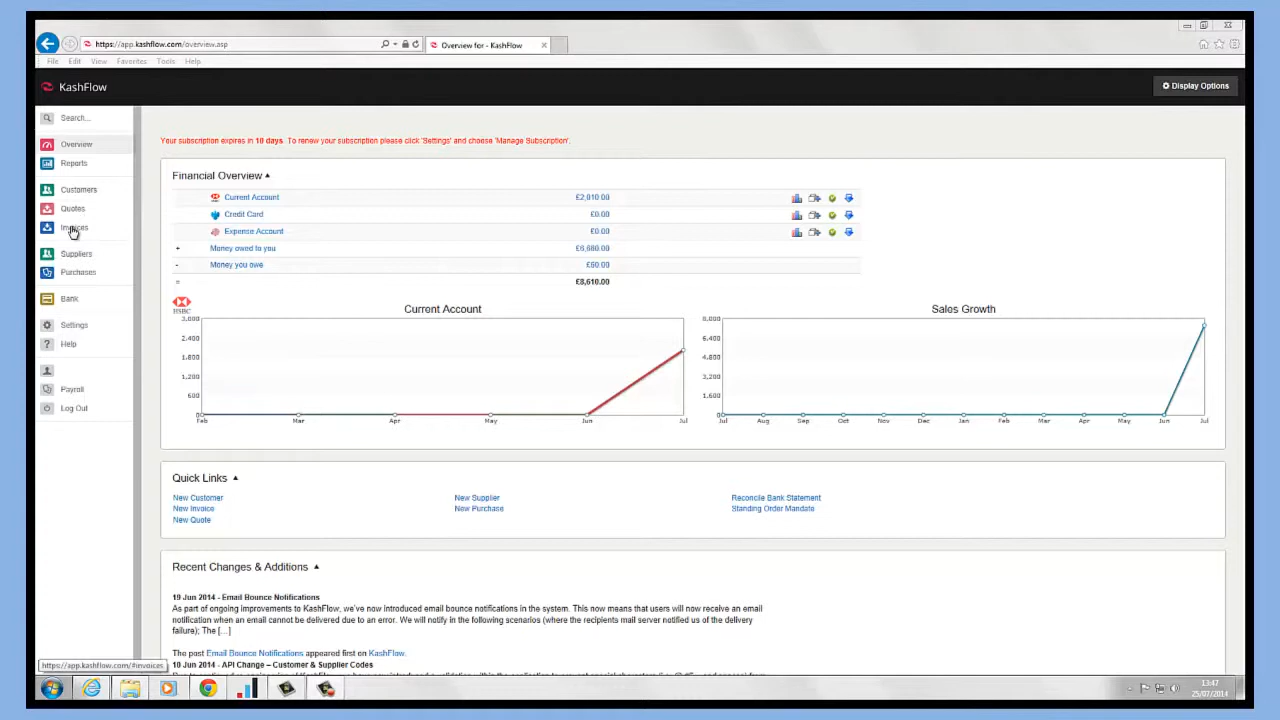 https://app.kashflow.com/overview.asp
Overview for - KashFlow
File Edit View Favorites Tools Help
KashFlow
Display Options
Search...
Overview
Reports
Customers
Quotes
Invoices
Suppliers
Purchases
Bank
Settings
Help
Payroll
Log Out
Your subscription expires in 10 days. To renew your subscription please click 'Settings' and choose 'Manage Subscription'.
Financial Overview
Current Account £2,010.00
Credit Card £0.00
Expense Account £0.00
+ Money owed to you £6,660.00
- Money you owe £60.00
= £8,610.00
HSBC
Current Account
3,000
2,400
1,800
1,200
600
0
Feb Mar Apr May Jun Jul
Sales Growth
8,000
6,400
4,800
3,200
1,600
0
Jul Aug Sep Oct Nov Dec Jan Feb Mar Apr May Jun Jul
Quick Links
New Customer New Supplier Reconcile Bank Statement
New Invoice New Purchase Standing Order Mandate
New Quote
Recent Changes & Additions
19 Jun 2014 - Email Bounce Notifications
As part of ongoing improvements to KashFlow, we've now introduced email bounce notifications in the system. This now means that users will now receive an email
notification when an email cannot be delivered due to an error. We will notify in the following scenarios (where the recipients mail server notified us of the delivery
failure); The [...]
The post Email Bounce Notifications appeared first on KashFlow.
10 Jun 2014 - API Change – Customer & Supplier Codes
https://app.kashflow.com/#invoices
13:47
25/07/2014